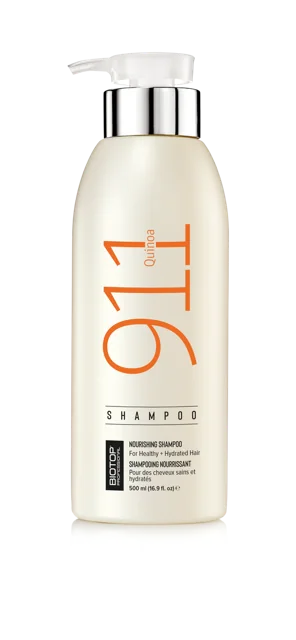 911
Quinoa
SHAMPOO
BIOTOP
PROFESSIONAL
NOURISHING SHAMPOO
For Healthy + Hydrated Hair
SHAMPOOING NOURRISSANT
Pour des cheveux sains et
hydratés
500 ml (16.9 fl. oz) ℮